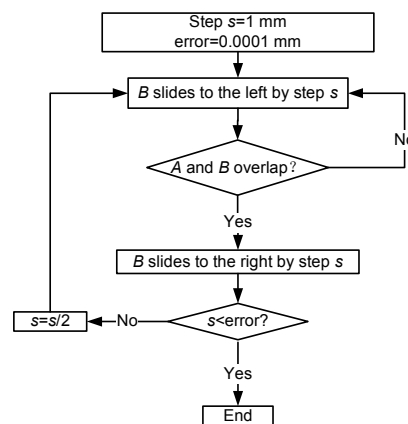 Step s=1 mm
error=0.0001 mm
B slides to the left by step s
No
A and B overlap?
Yes
B slides to the right by step s
s=s/2
No
s<error?
Yes
End